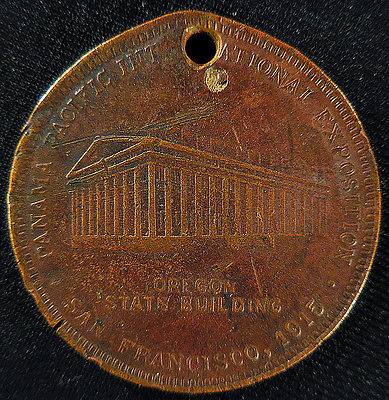 PANAMA PACIFIC INTERNATIONAL EXPOSITION
OREGON
STATE BUILDING
SAN FRANCISCO, 1915